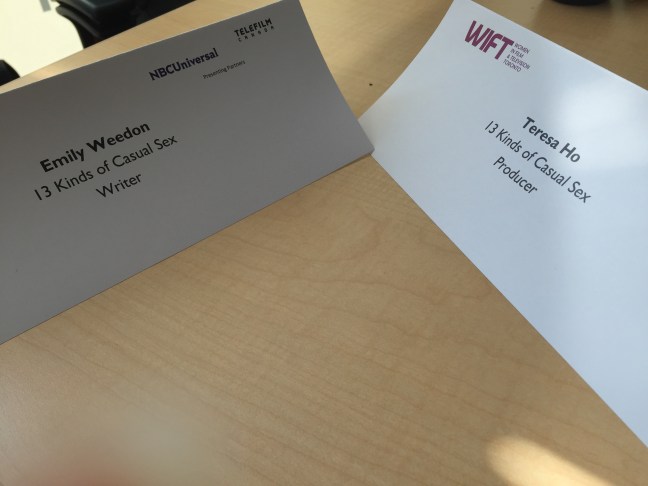 NBCUniversal
TELEFILM
CANADA
Presenting Partners
Emily Weedon
13 Kinds of Casual Sex
Writer
WIFT
WOMEN
IN FILM
& TELEVISION
TORONTO
Teresa Ho
13 Kinds of Casual Sex
Producer